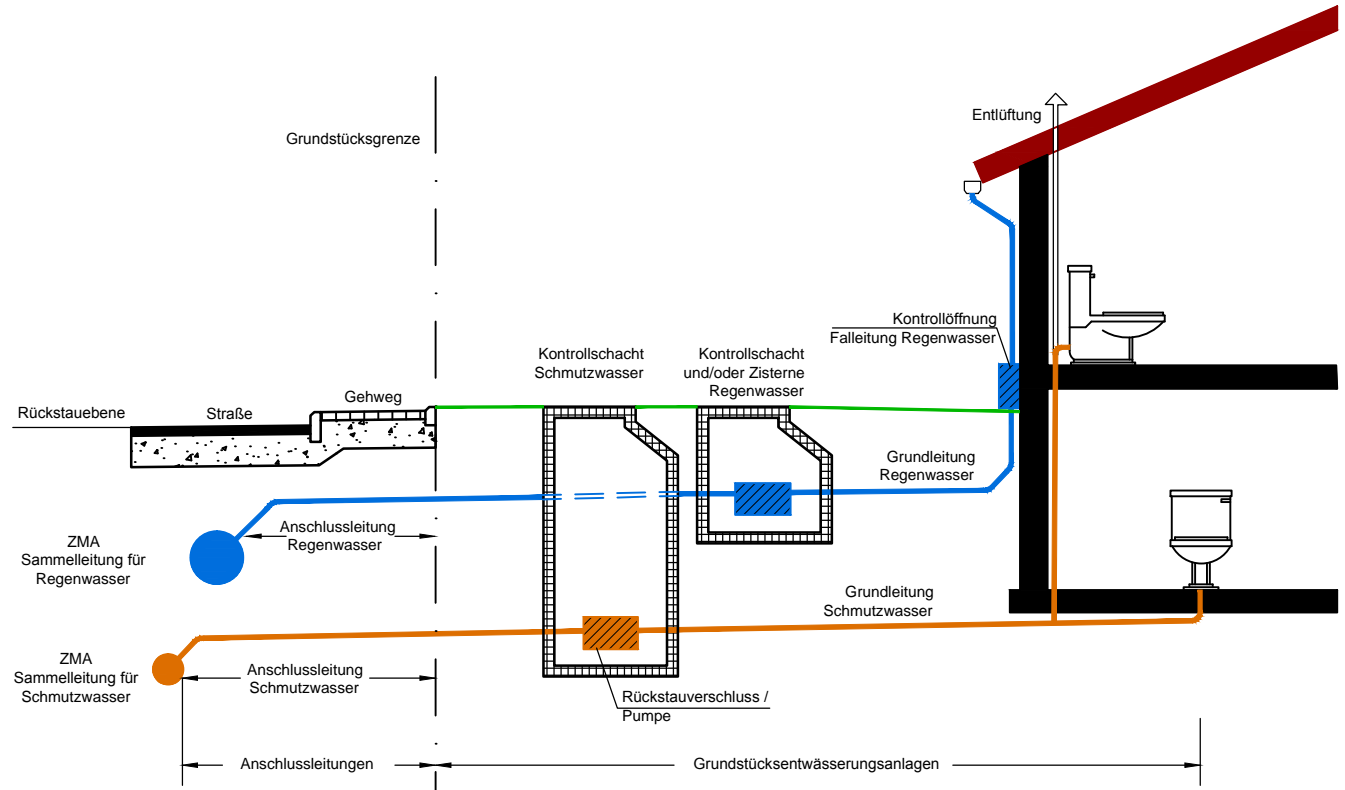 Entlüftung
Grundstücksgrenze
Kontrollöffnung
Falleitung Regenwasser
Kontrollschacht
Schmutzwasser
Kontrollschacht
und/oder Zisterne
Regenwasser
Gehweg
Rückstauebene
Straße
Grundleitung
Regenwasser
Anschlussleitung
Regenwasser
ZMA
Sammelleitung für
Regenwasser
Grundleitung
Schmutzwasser
ZMA
Sammelleitung für
Schmutzwasser
Anschlussleitung
Schmutzwasser
Rückstauverschluss /
Pumpe
Anschlussleitungen
Grundstücksentwässerungsanlagen